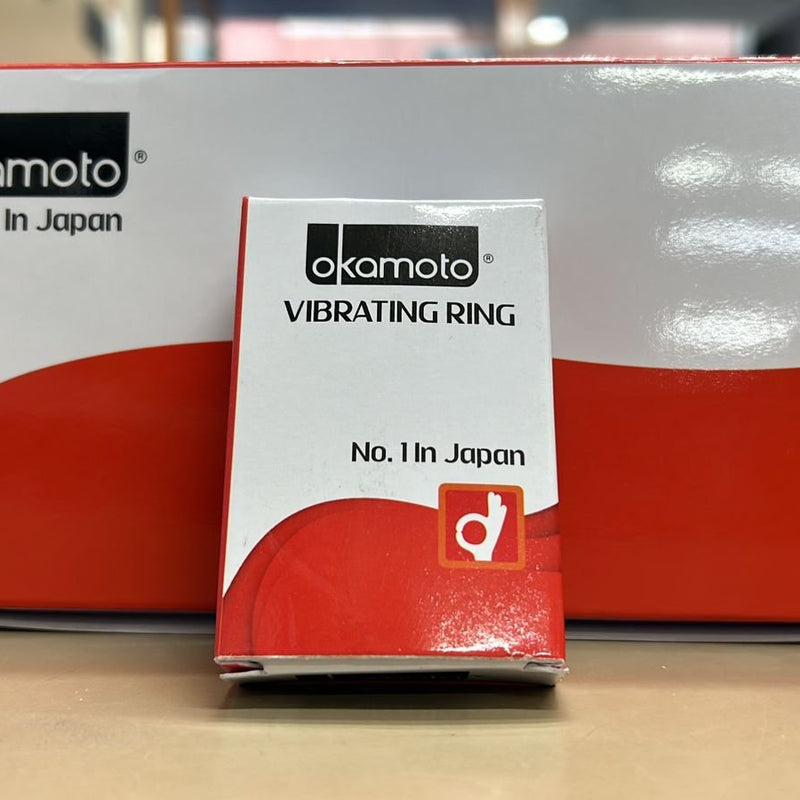 amoto®
In Japan
okamoto®
VIBRATING RING
No. 1 In Japan